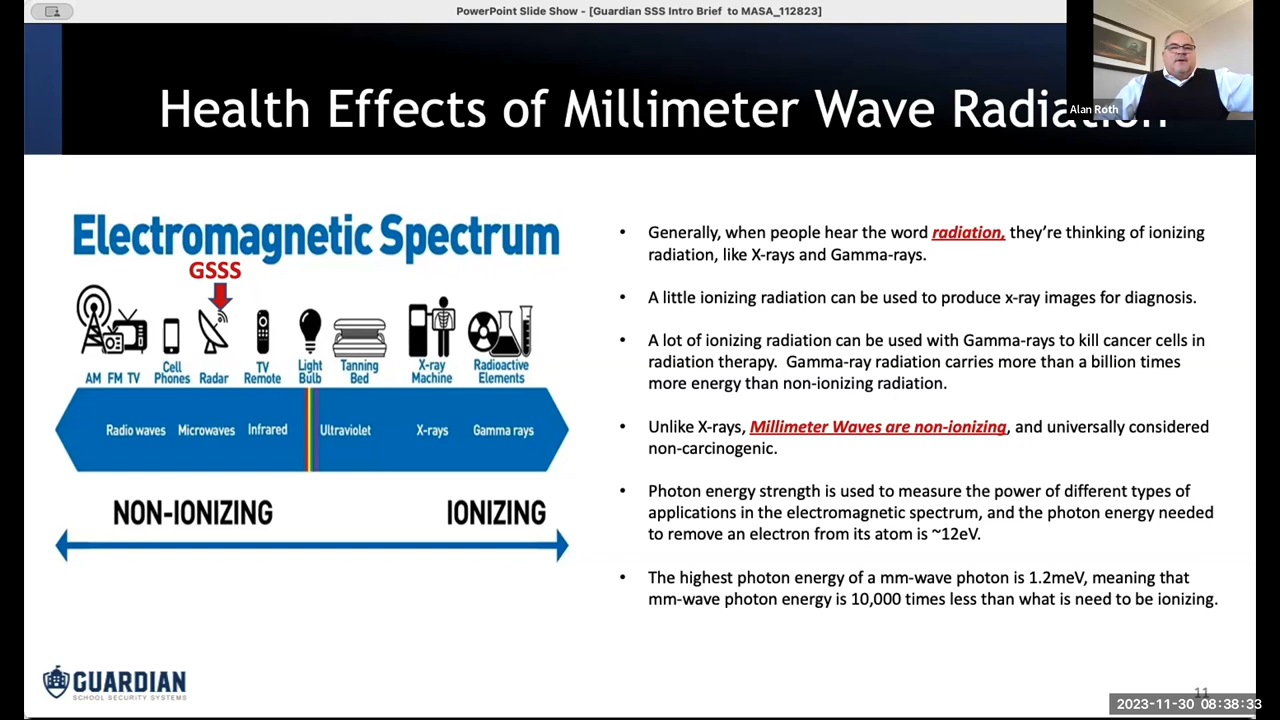 PowerPoint Slide Show - [Guardian SSS Intro Brief to MASA_112823]
Health Effects of Millimeter Wave Radiation
Alan Roth
Electromagnetic Spectrum
GSSS
AM FM TV
Cell Phones
Radar
TV Remote
Light Bulb
Tanning Bed
X-ray Machine
Radioactive Elements
Radio waves Microwaves Infrared Ultraviolet X-rays Gamma rays
NON-IONIZING IONIZING
• Generally, when people hear the word radiation, they're thinking of ionizing
radiation, like X-rays and Gamma-rays.
• A little ionizing radiation can be used to produce x-ray images for diagnosis.
• A lot of ionizing radiation can be used with Gamma-rays to kill cancer cells in
radiation therapy. Gamma-ray radiation carries more than a billion times
more energy than non-ionizing radiation.
• Unlike X-rays, Millimeter Waves are non-ionizing, and universally considered
non-carcinogenic.
• Photon energy strength is used to measure the power of different types of
applications in the electromagnetic spectrum, and the photon energy needed
to remove an electron from its atom is ~12eV.
• The highest photon energy of a mm-wave photon is 1.2meV, meaning that
mm-wave photon energy is 10,000 times less than what is need to be ionizing.
GUARDIAN
SCHOOL SECURITY SYSTEMS
11
2023-11-30 08:38:33